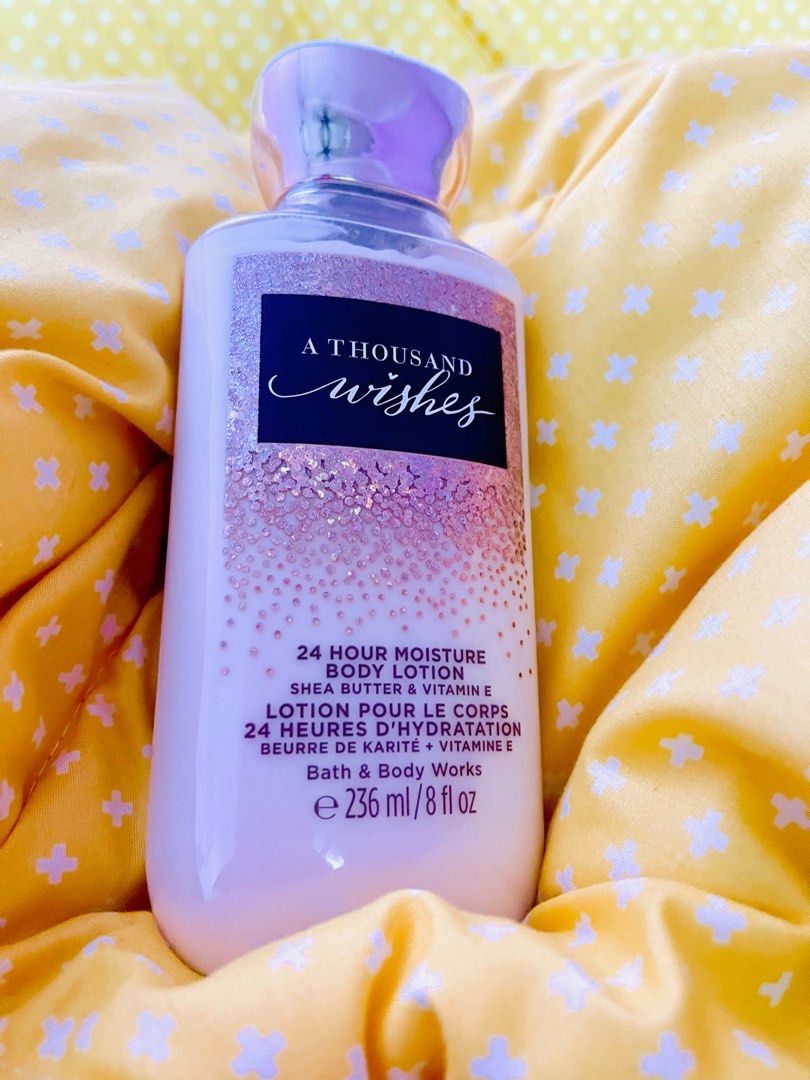 A THOUSAND
wishes
24 HOUR MOISTURE
BODY LOTION
SHEA BUTTER & VITAMIN E
LOTION POUR LE CORPS
24 HEURES D'HYDRATATION
BEURRE DE KARITÉ + VITAMINE E
Bath & Body Works
℮ 236 ml/8 fl oz